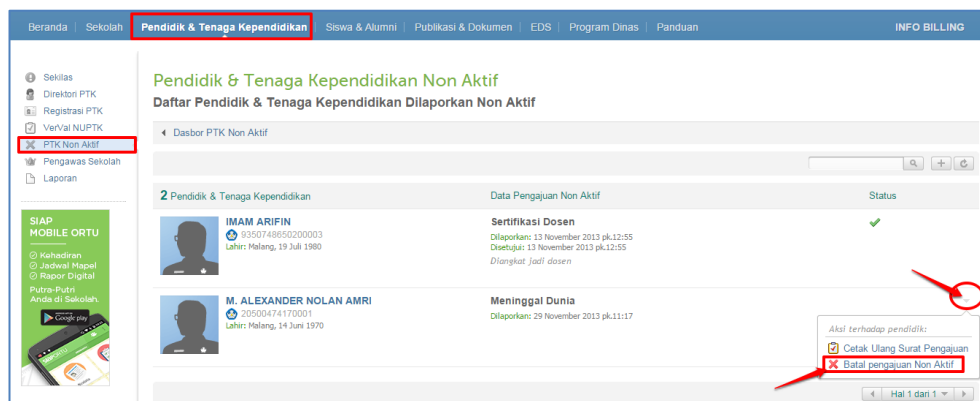 Beranda | Sekolah | Pendidik & Tenaga Kependidikan | Siswa & Alumni | Publikasi & Dokumen | EDS | Program Dinas | Panduan
INFO BILLING
Sekilas
Direktori PTK
Registrasi PTK
VerVal NUPTK
PTK Non Aktif
Pengawas Sekolah
Laporan
SIAP
MOBILE ORTU
Kehadiran
Jadwal Mapel
Rapor Digital
Putra-Putri
Anda di Sekolah.
Google play
Pendidik & Tenaga Kependidikan Non Aktif
Daftar Pendidik & Tenaga Kependidikan Dilaporkan Non Aktif
Dasbor PTK Non Aktif
2 Pendidik & Tenaga Kependidikan
Data Pengajuan Non Aktif
Status
IMAM ARIFIN
9350748650200003
Lahir: Malang, 19 Juli 1980
Sertifikasi Dosen
Dilaporkan: 13 November 2013 pk.12:55
Disetujui: 13 November 2013 pk.12:55
Diangkat jadi dosen
M. ALEXANDER NOLAN AMRI
20500474170001
Lahir: Malang, 14 Juni 1970
Meninggal Dunia
Dilaporkan: 29 November 2013 pk.11:17
Aksi terhadap pendidik:
Cetak Ulang Surat Pengajuan
Batal pengajuan Non Aktif
Hal 1 dari 1